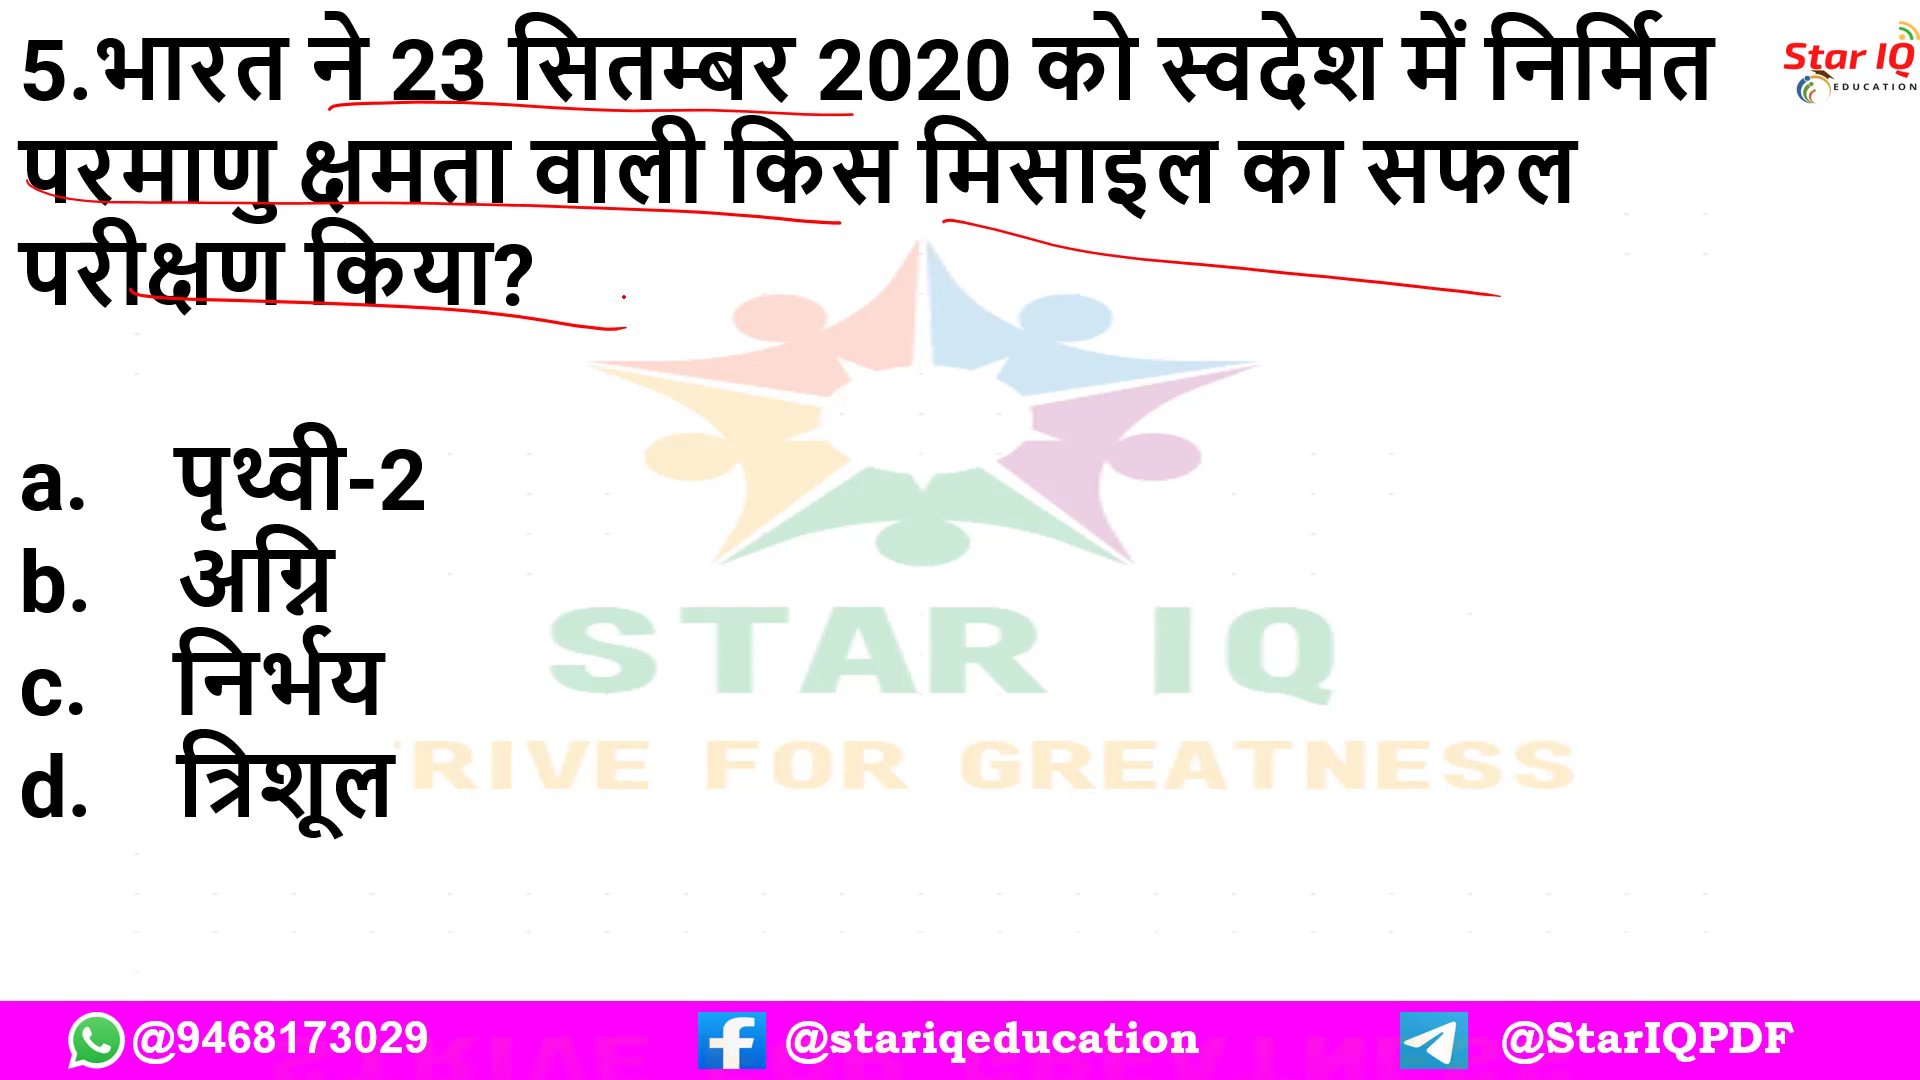 5.भारत ने 23 सितम्बर 2020 को स्वदेश में निर्मित
Star IQ
EDUCATION
परमाणु क्षमता वाली किस मिसाइल का सफल
परीक्षण किया?
a. पृथ्वी-2
b. अग्नि
c. निर्भय
d. त्रिशूल
STAR IQ
RIVE FOR GREATNESS
@9468173029 @stariqeducation @StarIQPDF